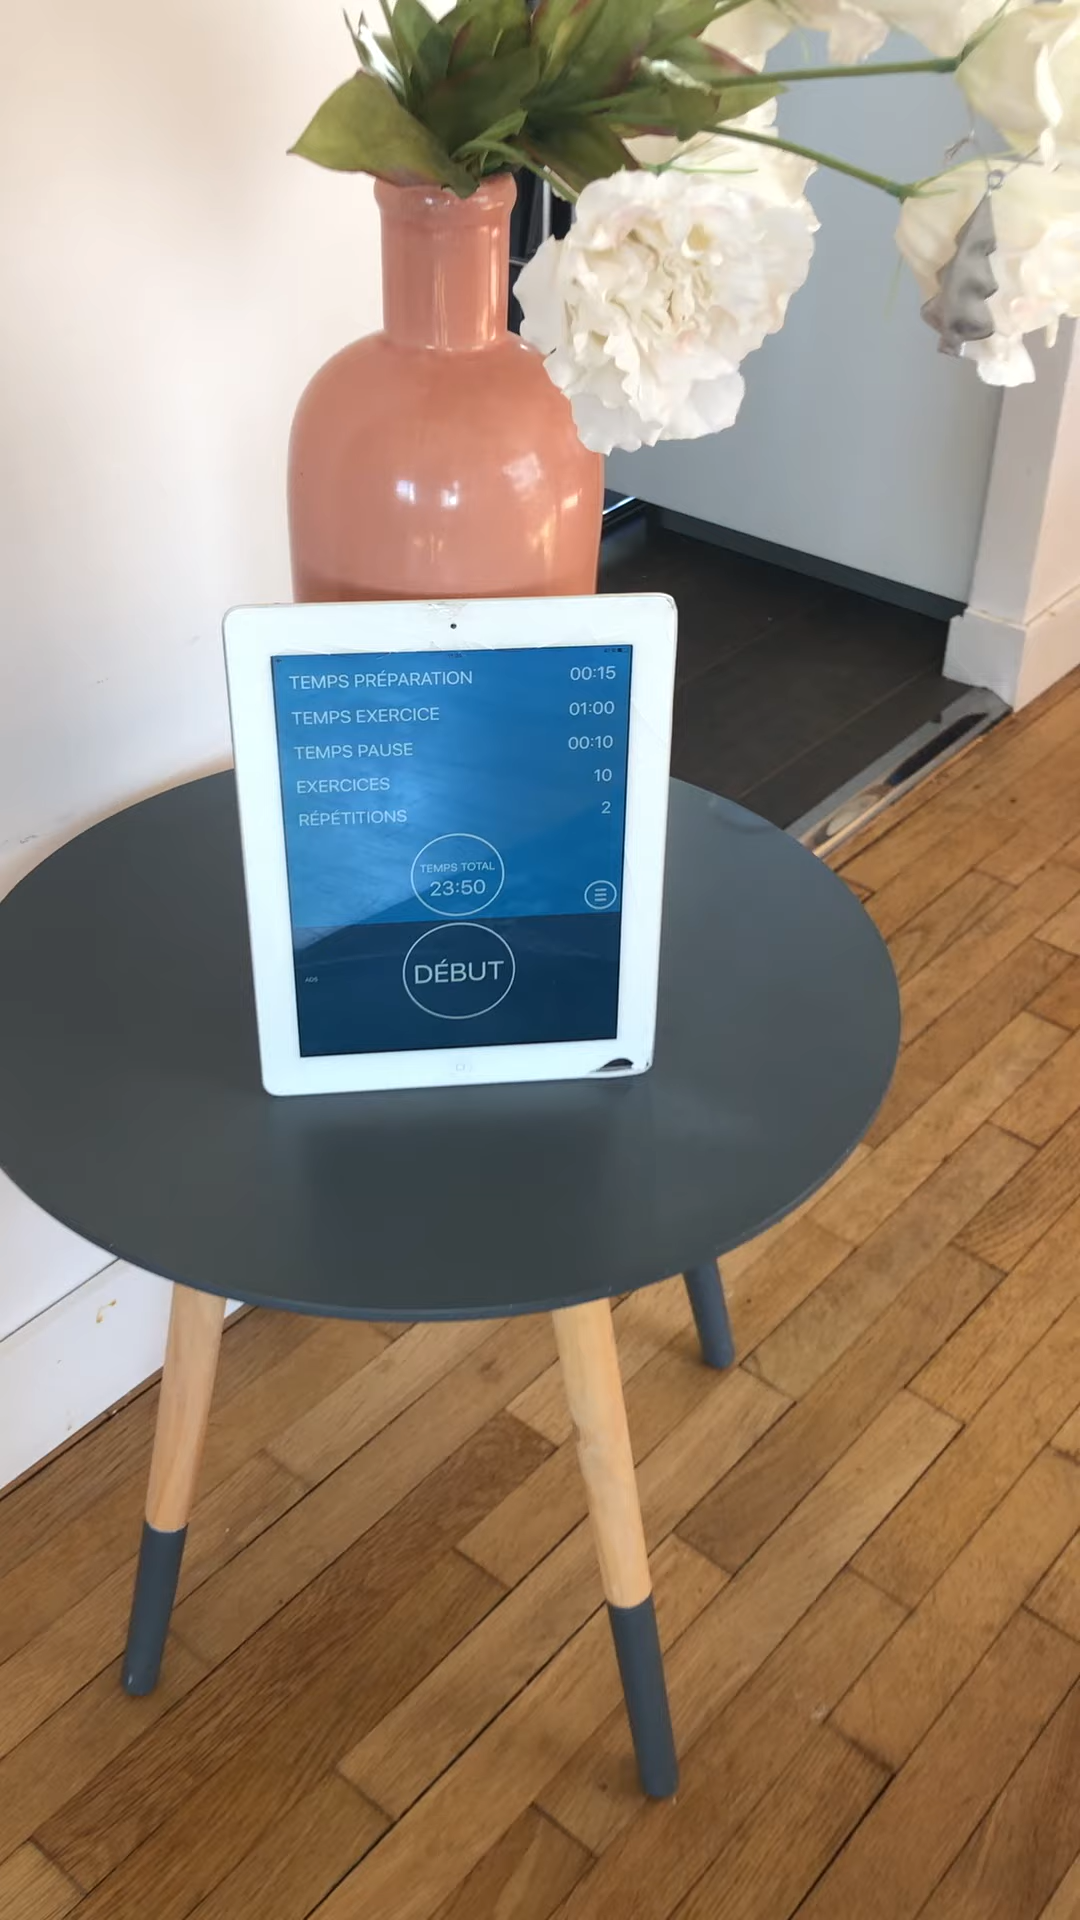 TEMPS PRÉPARATION 00:15
TEMPS EXERCICE 01:00
TEMPS PAUSE 00:10
EXERCICES 10
RÉPÉTITIONS 2
TEMPS TOTAL
23:50
DÉBUT
ADS